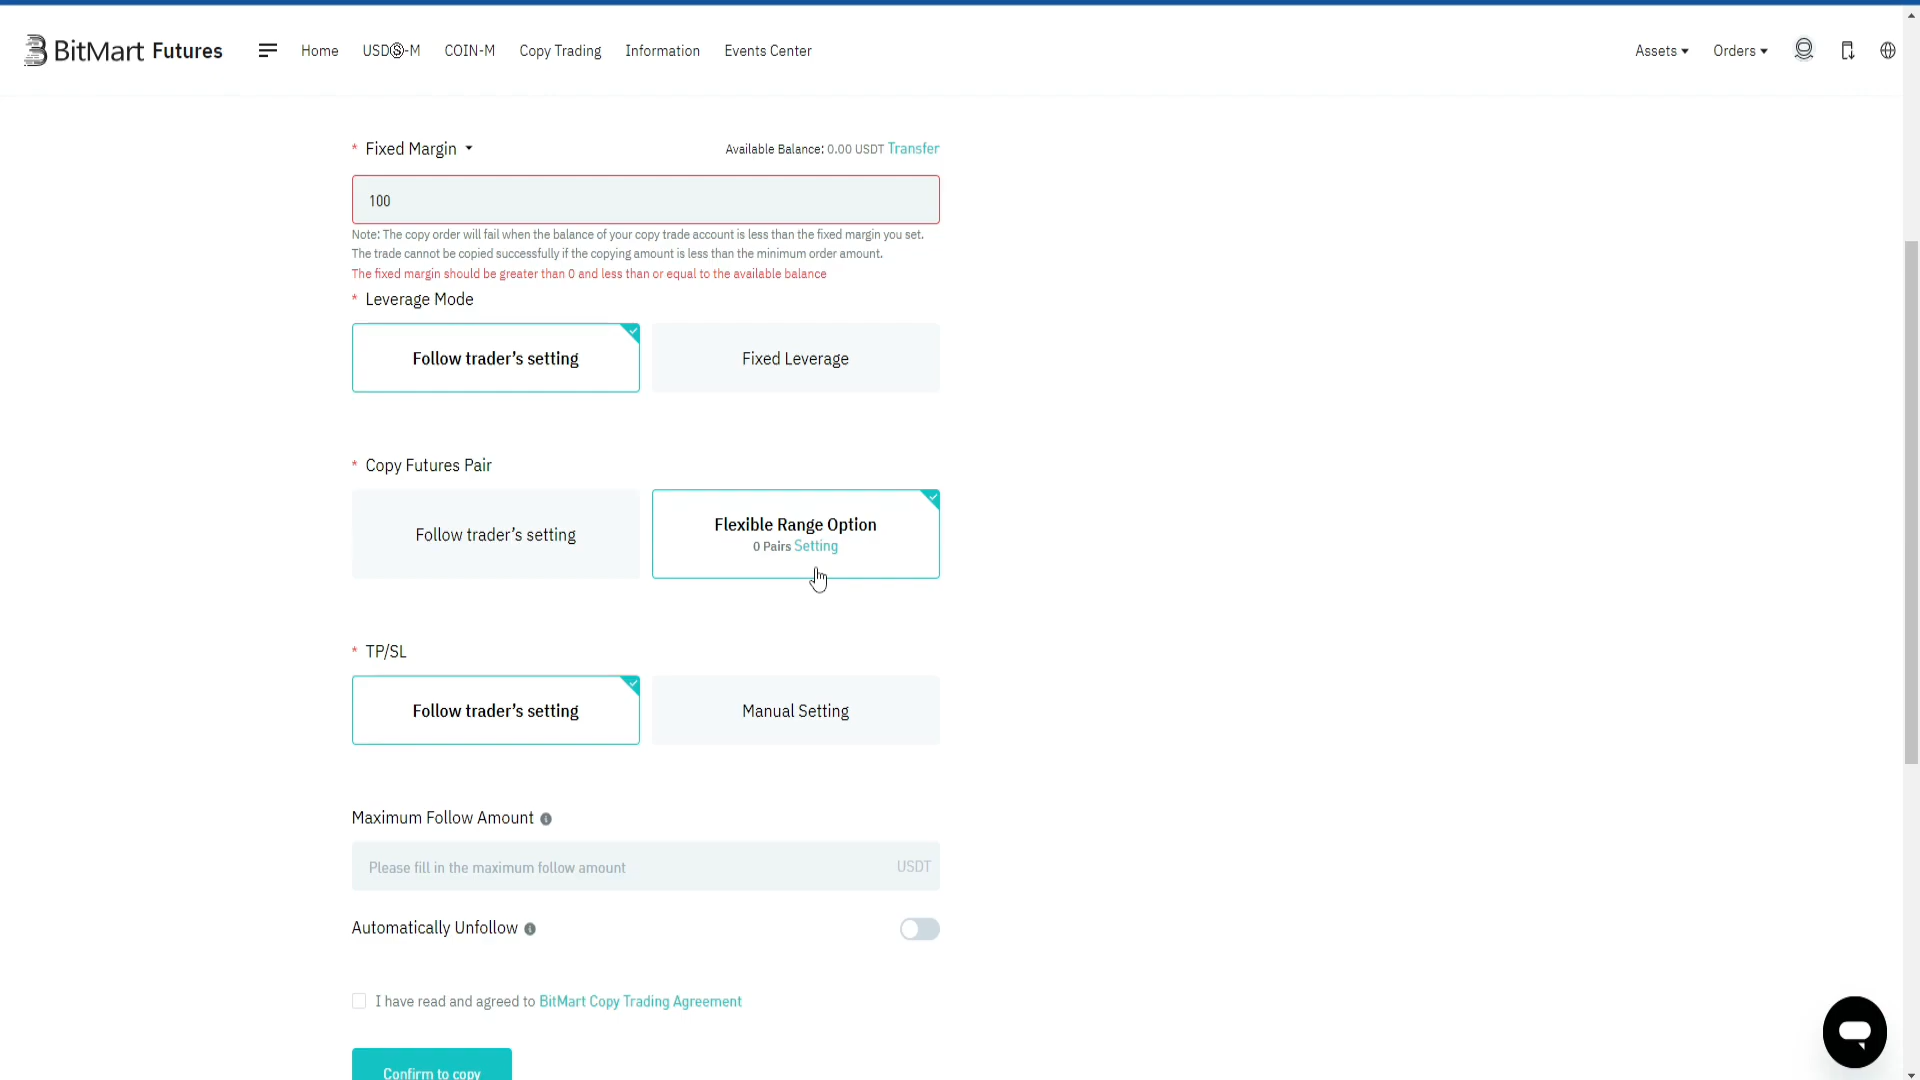 BitMart Futures
Home
USDⓈ-M
COIN-M
Copy Trading
Information
Events Center
Assets
Orders
* Fixed Margin
Available Balance: 0.00 USDT Transfer
100
Note: The copy order will fail when the balance of your copy trade account is less than the fixed margin you set.
The trade cannot be copied successfully if the copying amount is less than the minimum order amount.
The fixed margin should be greater than 0 and less than or equal to the available balance
* Leverage Mode
Follow trader’s setting
Fixed Leverage
* Copy Futures Pair
Follow trader’s setting
Flexible Range Option
0 Pairs Setting
* TP/SL
Follow trader’s setting
Manual Setting
Maximum Follow Amount
Please fill in the maximum follow amount
USDT
Automatically Unfollow
I have read and agreed to BitMart Copy Trading Agreement
Confirm to copy